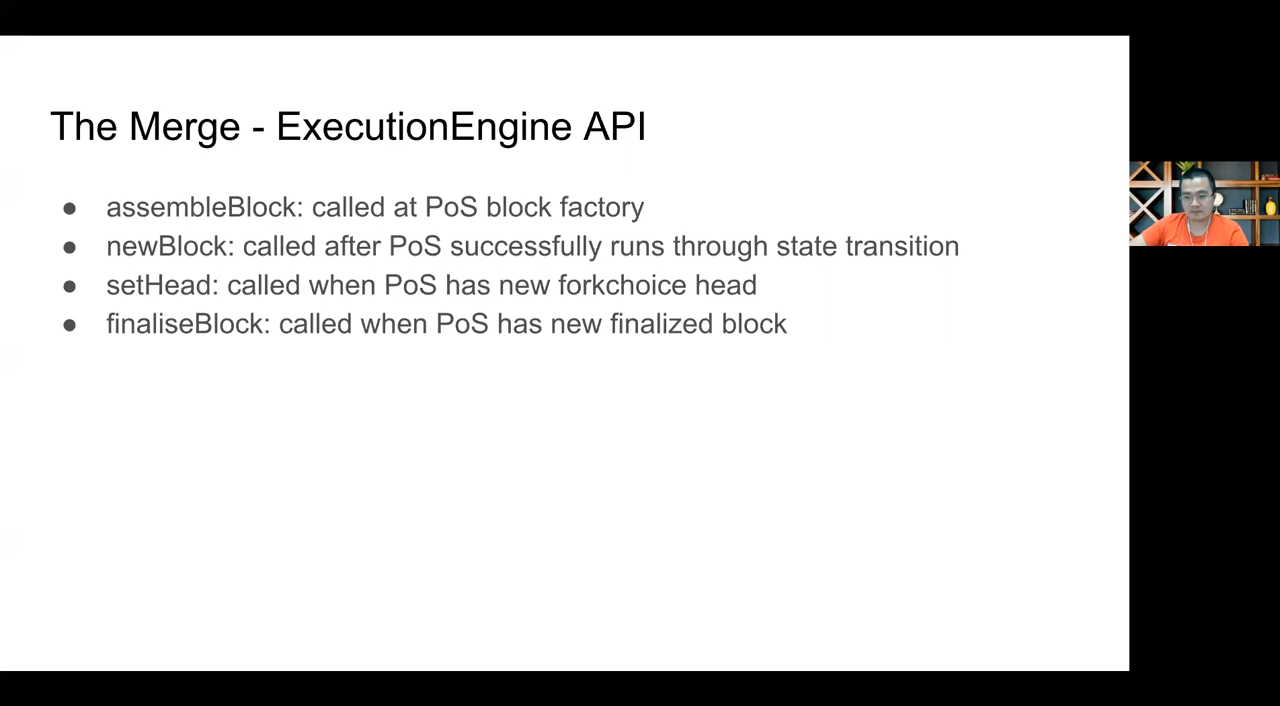 The Merge - ExecutionEngine API
● assembleBlock: called at PoS block factory
● newBlock: called after PoS successfully runs through state transition
● setHead: called when PoS has new forkchoice head
● finaliseBlock: called when PoS has new finalized block